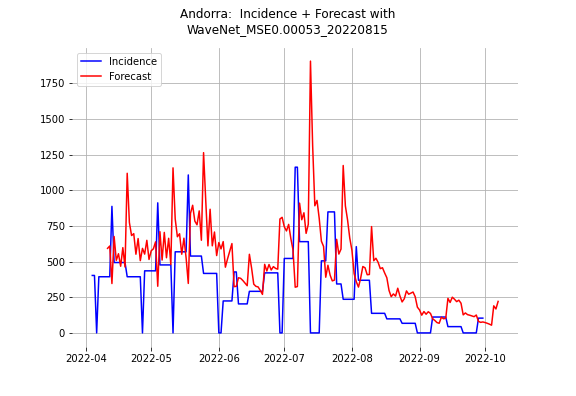 Andorra:  Incidence + Forecast with
WaveNet_MSE0.00053_20220815
Incidence
Forecast
1750
1500
1250
1000
750
500
250
0
2022-04 2022-05 2022-06 2022-07 2022-08 2022-09 2022-10